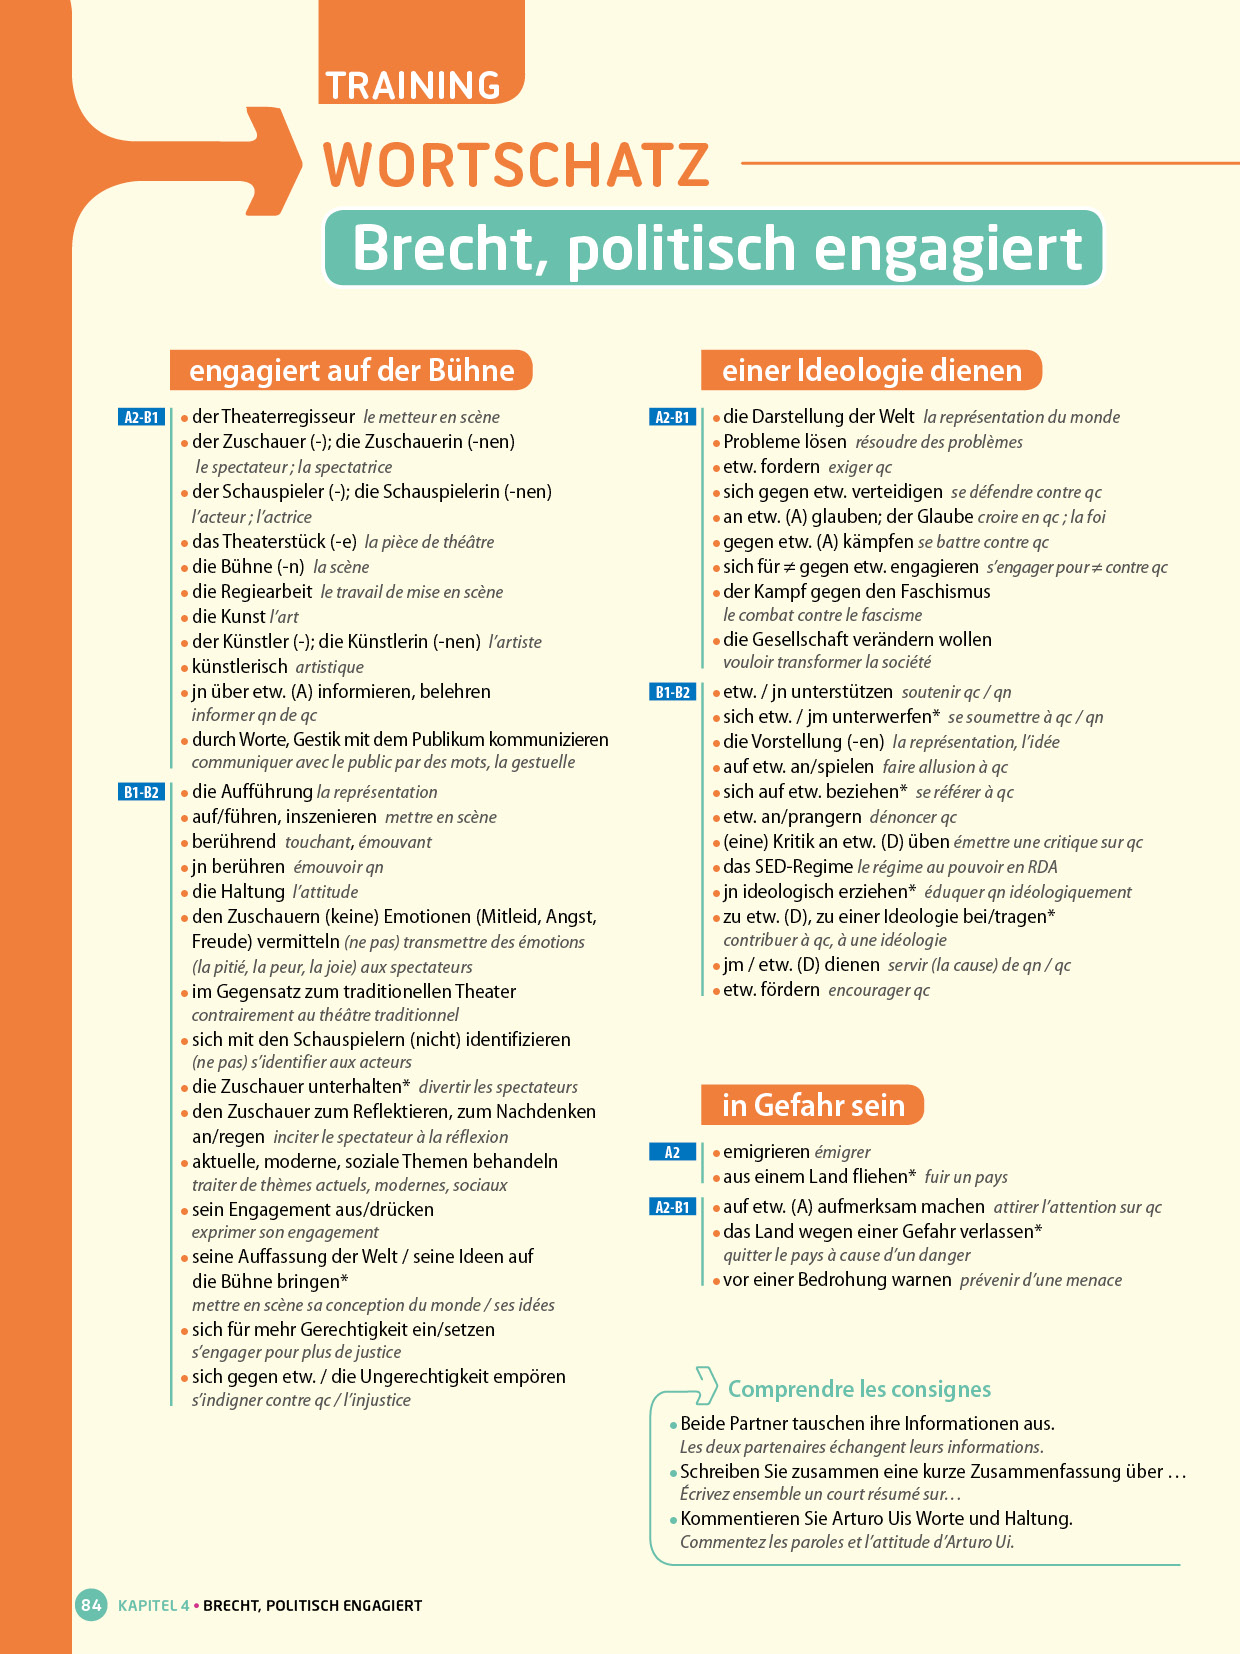 TRAINING
WORTSCHATZ
Brecht, politisch engagiert
engagiert auf der Bühne
A2-B1
• der Theaterregisseur le metteur en scène
• der Zuschauer (-); die Zuschauerin (-nen)
le spectateur ; la spectatrice
• der Schauspieler (-); die Schauspielerin (-nen)
l'acteur ; l'actrice
• das Theaterstück (-e) la pièce de théâtre
• die Bühne (-n) la scène
• die Regiearbeit le travail de mise en scène
• die Kunst l'art
• der Künstler (-); die Künstlerin (-nen) l'artiste
• künstlerisch artistique
• jn über etw. (A) informieren, belehren
informer qn de qc
• durch Worte, Gestik mit dem Publikum kommunizieren
communiquer avec le public par des mots, la gestuelle
B1-B2
• die Aufführung la représentation
• auf/führen, inszenieren mettre en scène
• berührend touchant, émouvant
• jn berühren émouvoir qn
• die Haltung l'attitude
• den Zuschauern (keine) Emotionen (Mitleid, Angst,
Freude) vermitteln (ne pas) transmettre des émotions
(la pitié, la peur, la joie) aux spectateurs
• im Gegensatz zum traditionellen Theater
contrairement au théâtre traditionnel
• sich mit den Schauspielern (nicht) identifizieren
(ne pas) s'identifier aux acteurs
• die Zuschauer unterhalten* divertir les spectateurs
• den Zuschauer zum Reflektieren, zum Nachdenken
an/regen inciter le spectateur à la réflexion
• aktuelle, moderne, soziale Themen behandeln
traiter de thèmes actuels, modernes, sociaux
• sein Engagement aus/drücken
exprimer son engagement
• seine Auffassung der Welt / seine Ideen auf
die Bühne bringen*
mettre en scène sa conception du monde / ses idées
• sich für mehr Gerechtigkeit ein/setzen
s'engager pour plus de justice
• sich gegen etw. / die Ungerechtigkeit empören
s'indigner contre qc / l'injustice
einer Ideologie dienen
A2-B1
• die Darstellung der Welt la représentation du monde
• Probleme lösen résoudre des problèmes
• etw. fordern exiger qc
• sich gegen etw. verteidigen se défendre contre qc
• an etw. (A) glauben; der Glaube croire en qc ; la foi
• gegen etw. (A) kämpfen se battre contre qc
• sich für ≠ gegen etw. engagieren s'engager pour ≠ contre qc
• der Kampf gegen den Faschismus
le combat contre le fascisme
• die Gesellschaft verändern wollen
vouloir transformer la société
B1-B2
• etw. / jn unterstützen soutenir qc / qn
• sich etw. / jm unterwerfen* se soumettre à qc / qn
• die Vorstellung (-en) la représentation, l'idée
• auf etw. an/spielen faire allusion à qc
• sich auf etw. beziehen* se référer à qc
• etw. an/prangern dénoncer qc
• (eine) Kritik an etw. (D) üben émettre une critique sur qc
• das SED-Regime le régime au pouvoir en RDA
• jn ideologisch erziehen* éduquer qn idéologiquement
• zu etw. (D), zu einer Ideologie bei/tragen*
contribuer à qc, à une idéologie
• jm / etw. (D) dienen servir (la cause) de qn / qc
• etw. fördern encourager qc
in Gefahr sein
A2
• emigrieren émigrer
• aus einem Land fliehen* fuir un pays
A2-B1
• auf etw. (A) aufmerksam machen attirer l'attention sur qc
• das Land wegen einer Gefahr verlassen*
quitter le pays à cause d'un danger
• vor einer Bedrohung warnen prévenir d'une menace
Comprendre les consignes
• Beide Partner tauschen ihre Informationen aus.
Les deux partenaires échangent leurs informations.
• Schreiben Sie zusammen eine kurze Zusammenfassung über …
Écrivez ensemble un court résumé sur…
• Kommentieren Sie Arturo Uis Worte und Haltung.
Commentez les paroles et l'attitude d'Arturo Ui.
84 KAPITEL 4 • BRECHT, POLITISCH ENGAGIERT